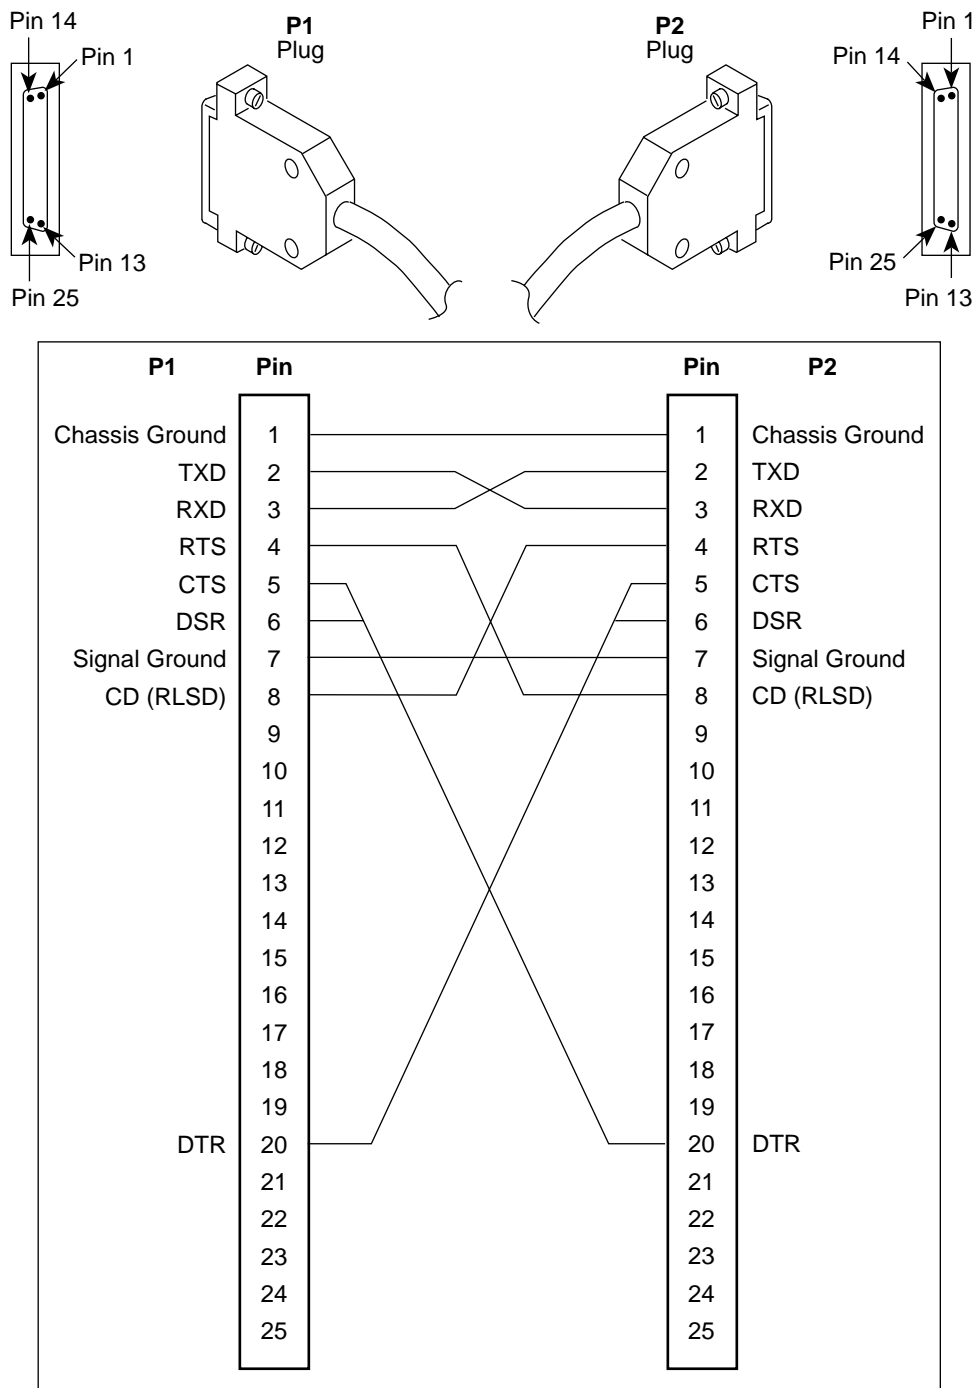 Pin 14
Pin 1
P1
Plug
Pin 13
Pin 25
P2
Plug
Pin 1
Pin 14
Pin 25
Pin 13
P1 Pin Pin P2
Chassis Ground 1 1 Chassis Ground
TXD 2 2 TXD
RXD 3 3 RXD
RTS 4 4 RTS
CTS 5 5 CTS
DSR 6 6 DSR
Signal Ground 7 7 Signal Ground
CD (RLSD) 8 8 CD (RLSD)
9 9
10 10
11 11
12 12
13 13
14 14
15 15
16 16
17 17
18 18
19 19
DTR 20 20 DTR
21 21
22 22
23 23
24 24
25 25